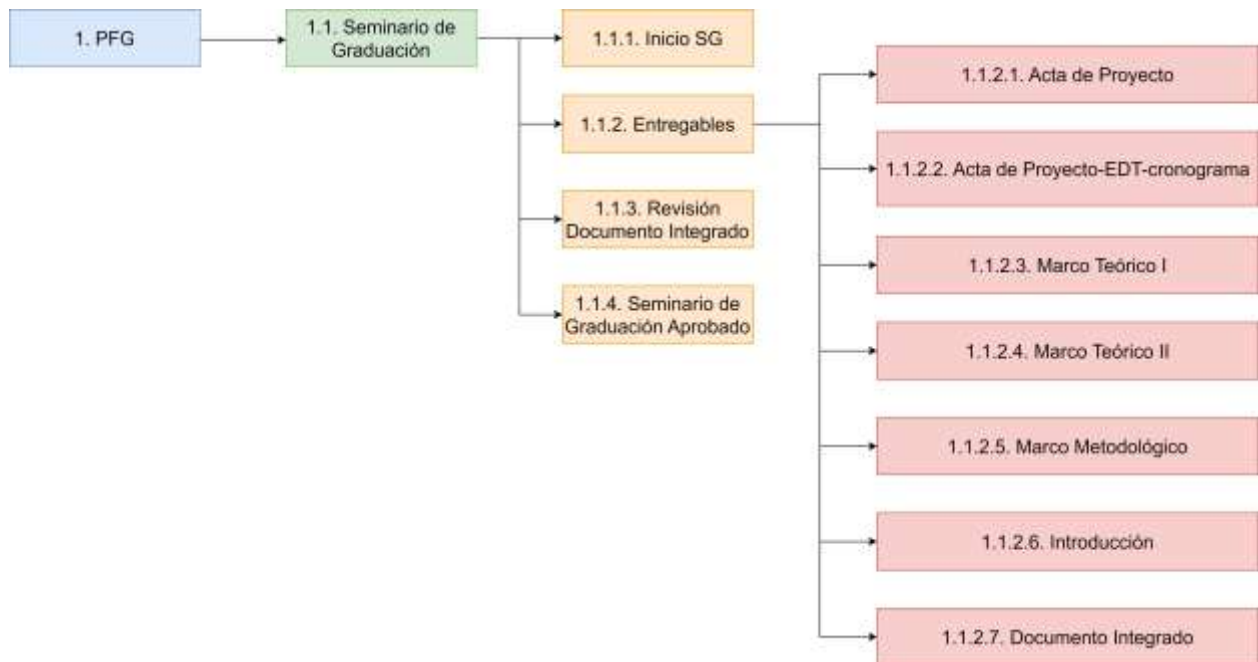 1. PFG
1.1. Seminario de
Graduación
1.1.1. Inicio SG
1.1.2. Entregables
1.1.3. Revisión
Documento Integrado
1.1.4. Seminario de
Graduación Aprobado
1.1.2.1. Acta de Proyecto
1.1.2.2. Acta de Proyecto-EDT-cronograma
1.1.2.3. Marco Teórico I
1.1.2.4. Marco Teórico II
1.1.2.5. Marco Metodológico
1.1.2.6. Introducción
1.1.2.7. Documento Integrado